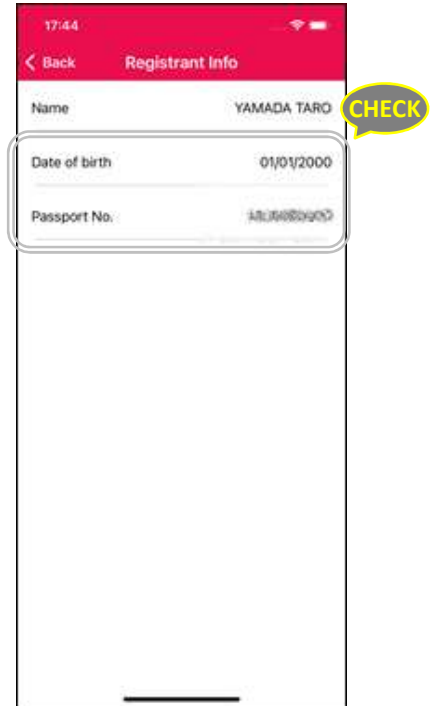 17:44
Back Registrant Info
Name YAMADA TARO
CHECK
Date of birth 01/01/2000
Passport No.